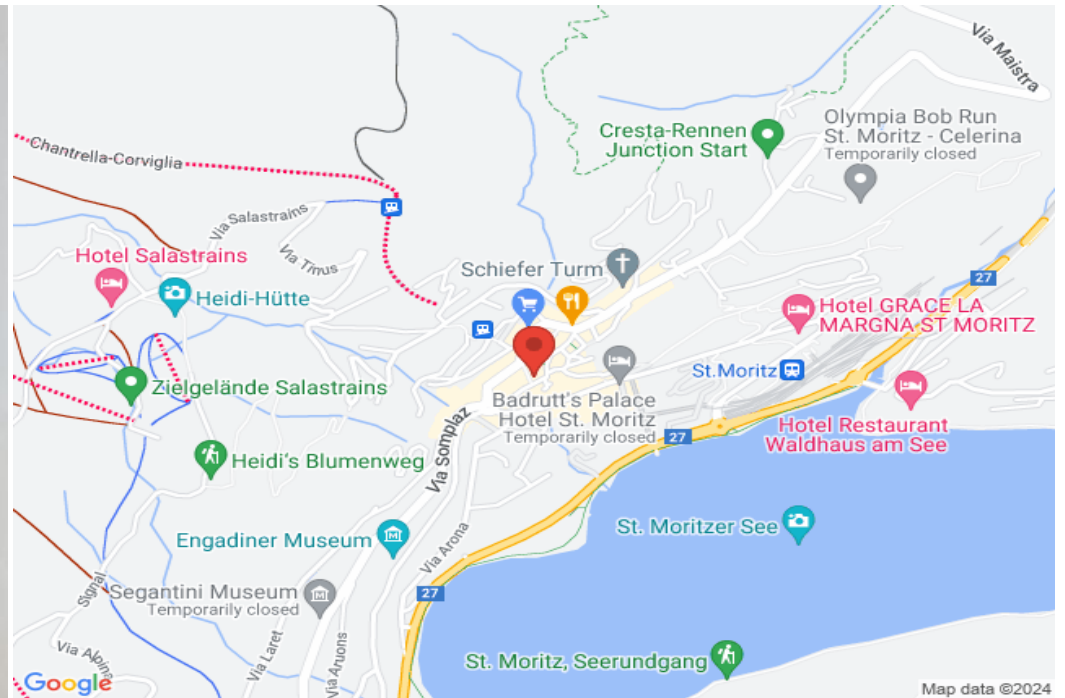 Via Maistra
Olympia Bob Run
St. Moritz - Celerina
Temporarily closed
Cresta-Rennen
Junction Start
Chantrella-Corviglia
Via Salastrains
Via Tinus
Hotel Salastrains
Heidi-Hütte
Schiefer Turm
27
Hotel GRACE LA
MARGNA ST MORITZ
St.Moritz
Zielgelände Salastrains
Badrutt's Palace
Hotel St. Moritz
Temporarily closed
27
Hotel Restaurant
Waldhaus am See
Via Somplaz
Heidi's Blumenweg
St. Moritzer See
Engadiner Museum
Via Arona
Segantini Museum
Temporarily closed
27
Signal
Via Laret
Via Aruons
Via Alpina
St. Moritz, Seerundgang
Google
Map data ©2024